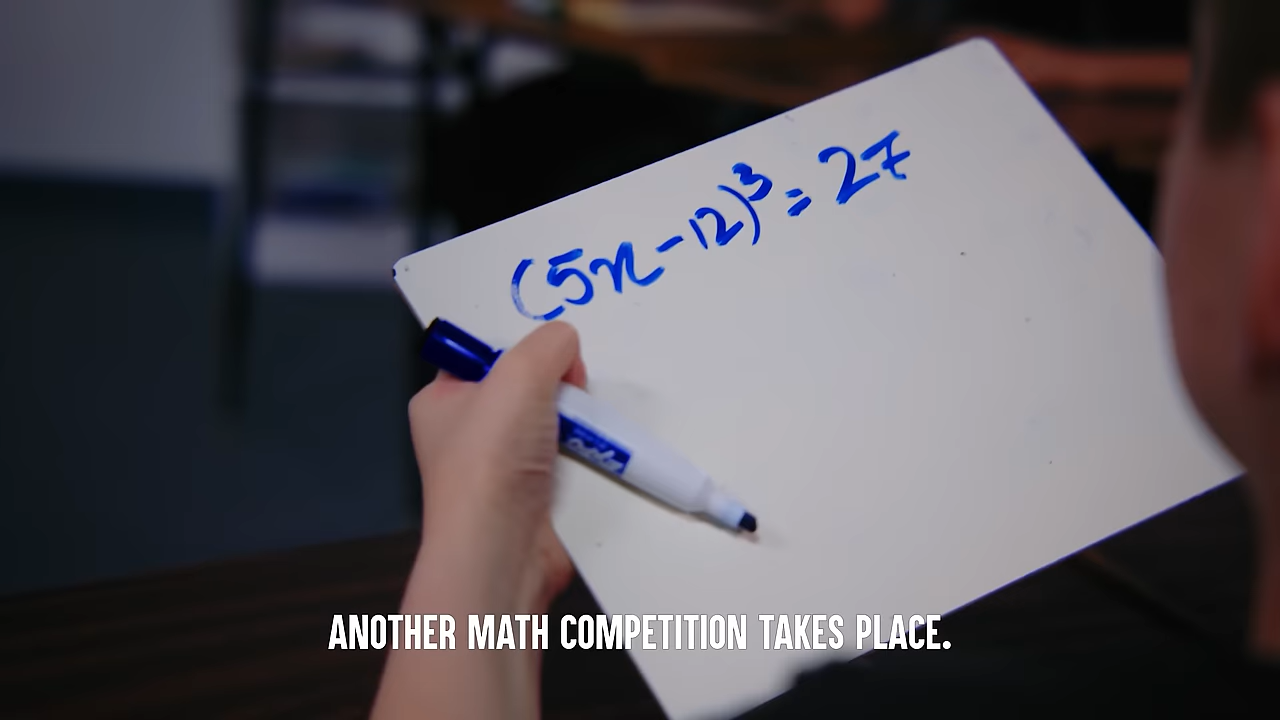 (5x-12)³=27
ANOTHER MATH COMPETITION TAKES PLACE.